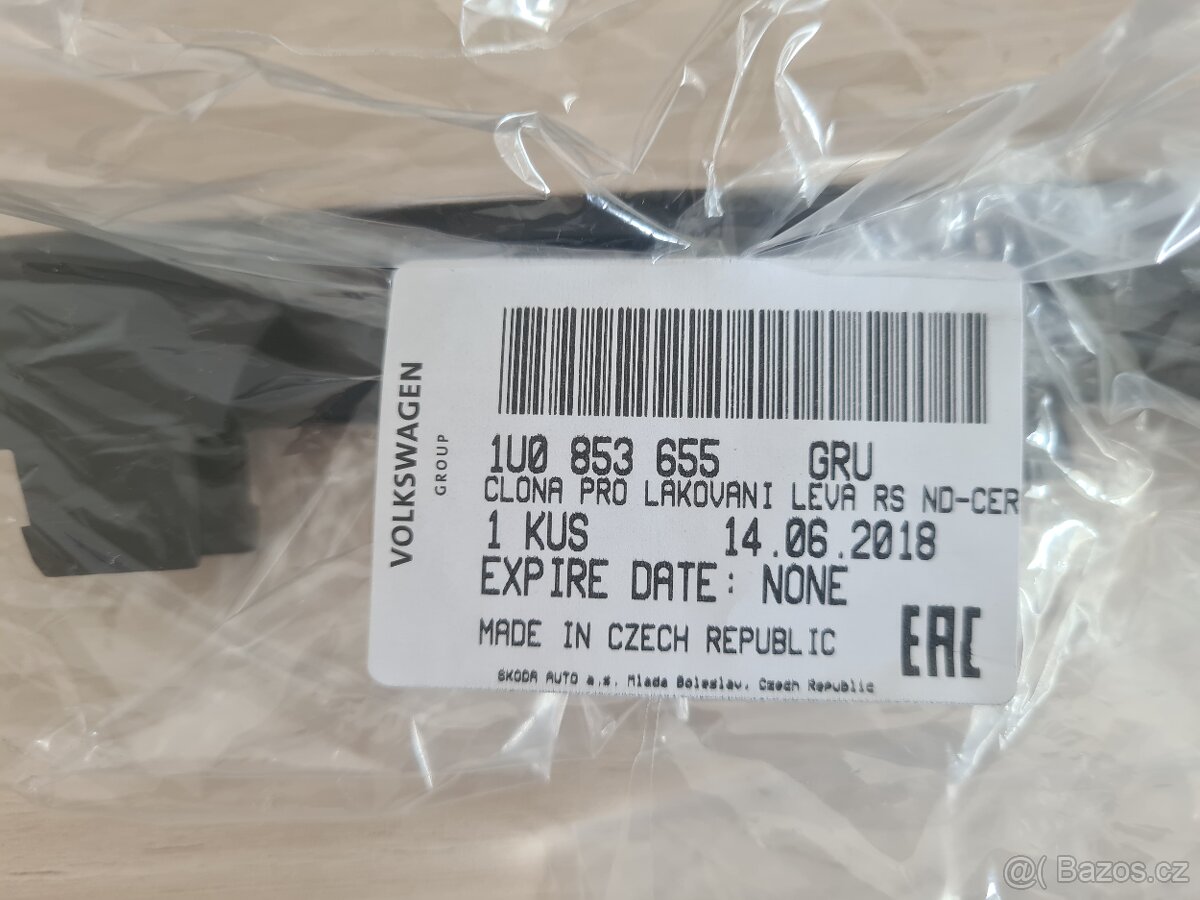 VOLKSWAGEN
GROUP
1U0 853 655 GRU
CLONA PRO LAKOVANI LEVA RS ND-CER
1 KUS 14.06.2018
EXPIRE DATE: NONE
MADE IN CZECH REPUBLIC
EAC
SKODA AUTO a.s. Mlada Boleslav, Czech Republic
@( Bazos.cz